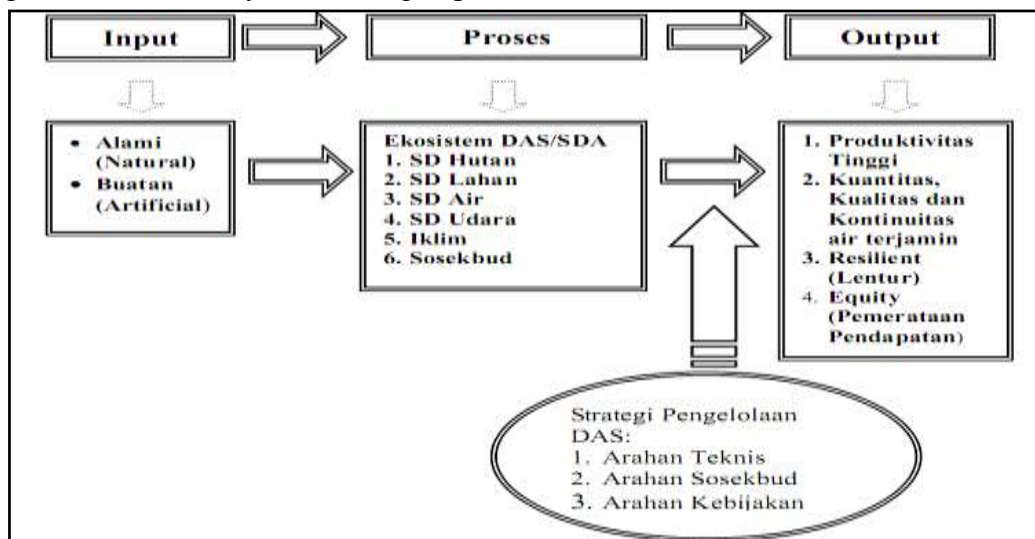 Input
Proses
Output
• Alami
(Natural)
• Buatan
(Artificial)
Ekosistem DAS/SDA
1. SD Hutan
2. SD Lahan
3. SD Air
4. SD Udara
5. Iklim
6. Sosekbud
1. Produktivitas
Tinggi
2. Kuantitas,
Kualitas dan
Kontinuitas
air terjamin
3. Resilient
(Lentur)
4. Equity
(Pemerataan
Pendapatan)
Strategi Pengelolaan
DAS:
1. Arahan Teknis
2. Arahan Sosekbud
3. Arahan Kebijakan